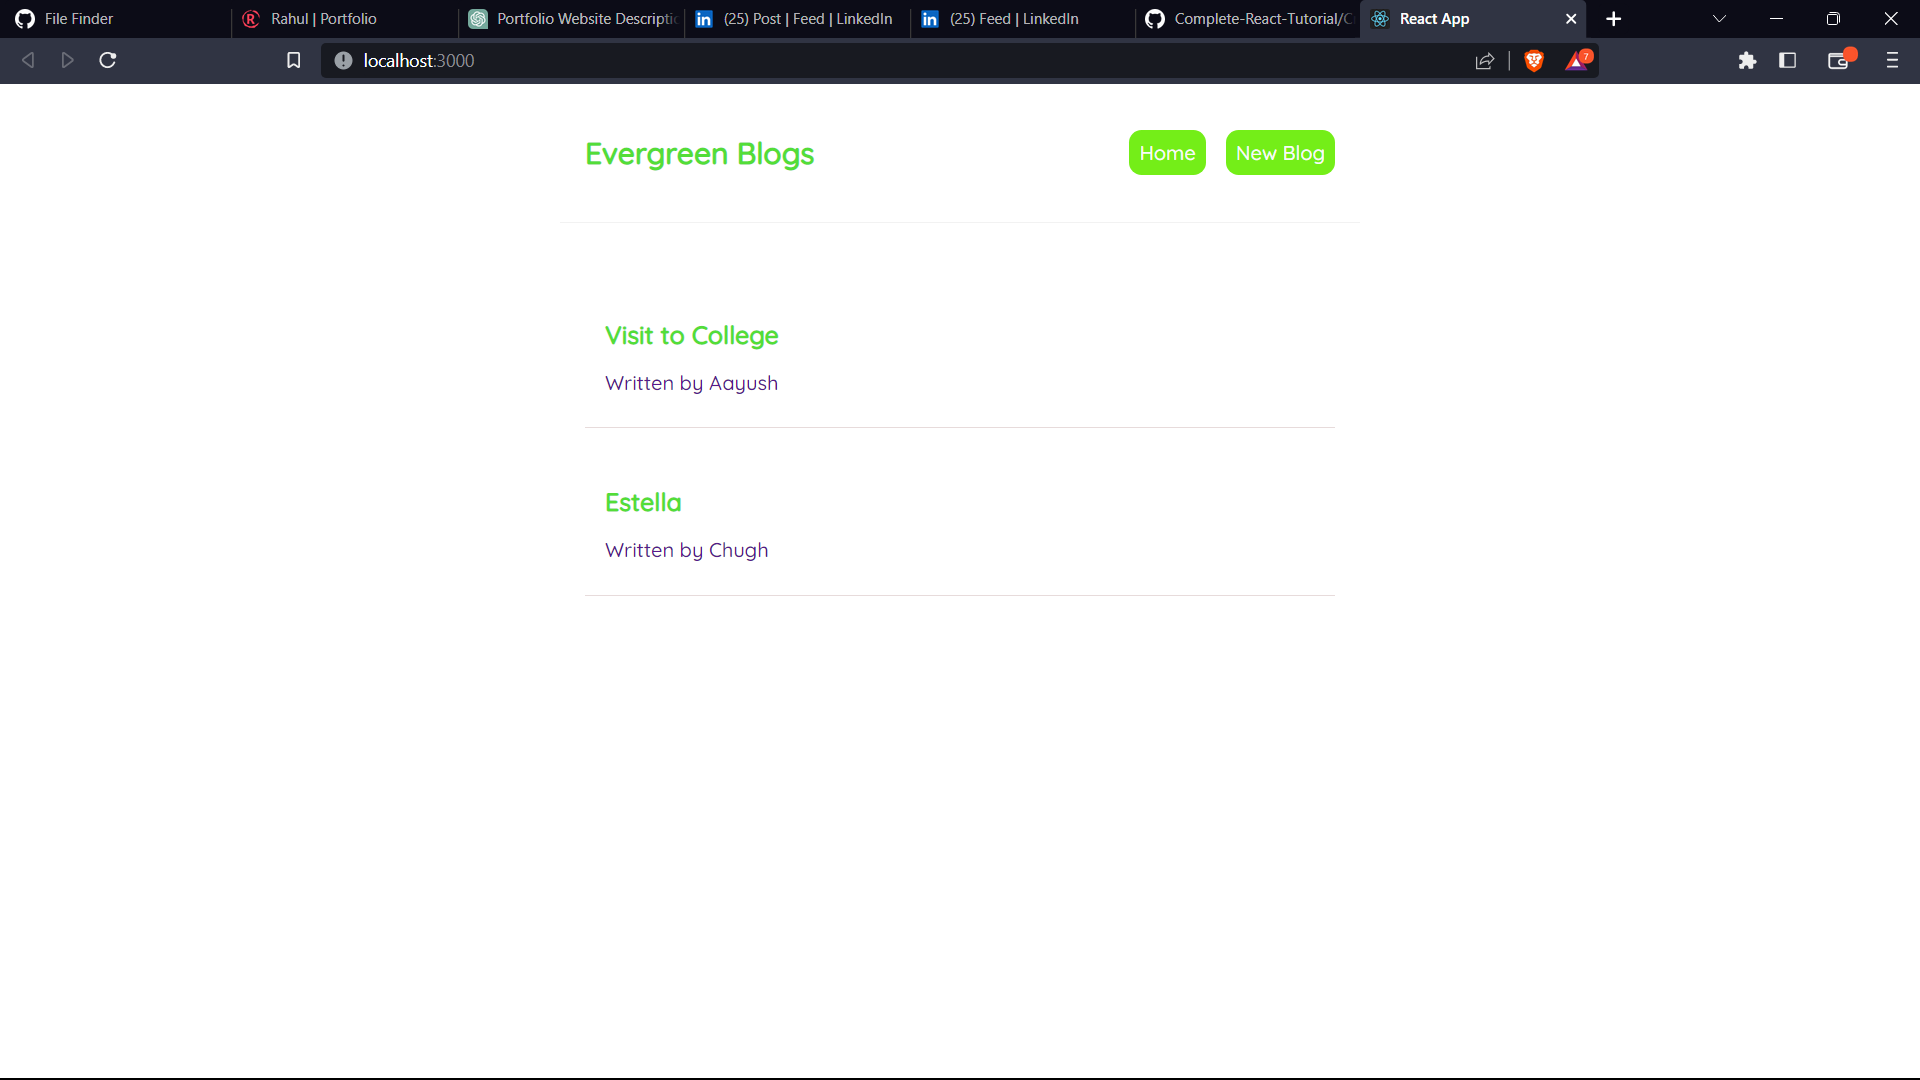 File Finder
Rahul | Portfolio
Portfolio Website Descripti
(25) Post | Feed | LinkedIn
(25) Feed | LinkedIn
Complete-React-Tutorial/C
React App
localhost:3000
7
Evergreen Blogs
Home
New Blog
Visit to College
Written by Aayush
Estella
Written by Chugh